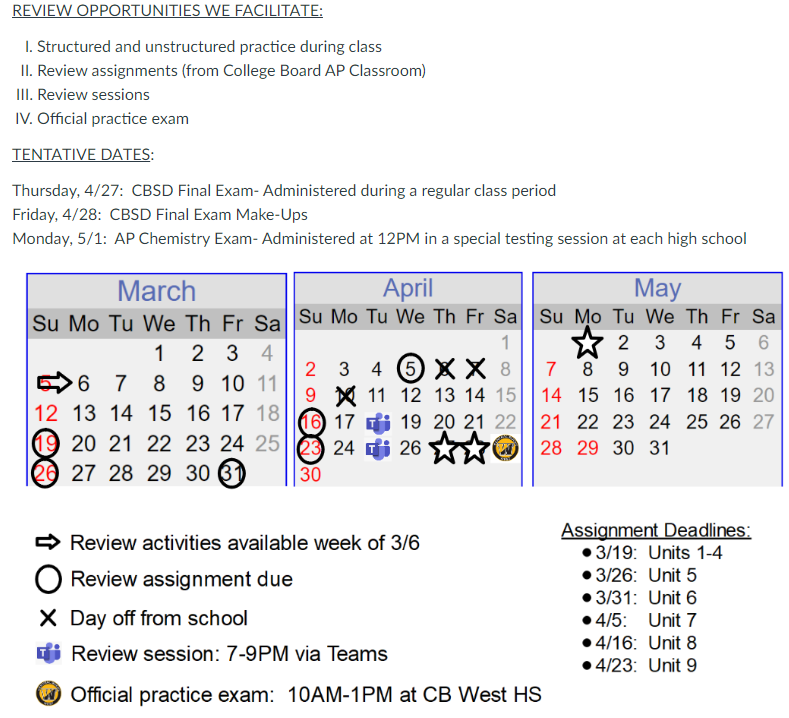 REVIEW OPPORTUNITIES WE FACILITATE:
I. Structured and unstructured practice during class
II. Review assignments (from College Board AP Classroom)
III. Review sessions
IV. Official practice exam
TENTATIVE DATES:
Thursday, 4/27: CBSD Final Exam- Administered during a regular class period
Friday, 4/28: CBSD Final Exam Make-Ups
Monday, 5/1: AP Chemistry Exam- Administered at 12PM in a special testing session at each high school
March
Su Mo Tu We Th Fr Sa
1 2 3 4
5 6 7 8 9 10 11
12 13 14 15 16 17 18
19 20 21 22 23 24 25
26 27 28 29 30 31
April
Su Mo Tu We Th Fr Sa
1
2 3 4 5 8
9 10 11 12 13 14 15
16 17 19 20 21 22
23 24 26
30
May
Su Mo Tu We Th Fr Sa
2 3 4 5 6
7 8 9 10 11 12 13
14 15 16 17 18 19 20
21 22 23 24 25 26 27
28 29 30 31
Review activities available week of 3/6
Review assignment due
Day off from school
Review session: 7-9PM via Teams
Official practice exam: 10AM-1PM at CB West HS
Assignment Deadlines:
● 3/19: Units 1-4
● 3/26: Unit 5
● 3/31: Unit 6
● 4/5: Unit 7
● 4/16: Unit 8
● 4/23: Unit 9